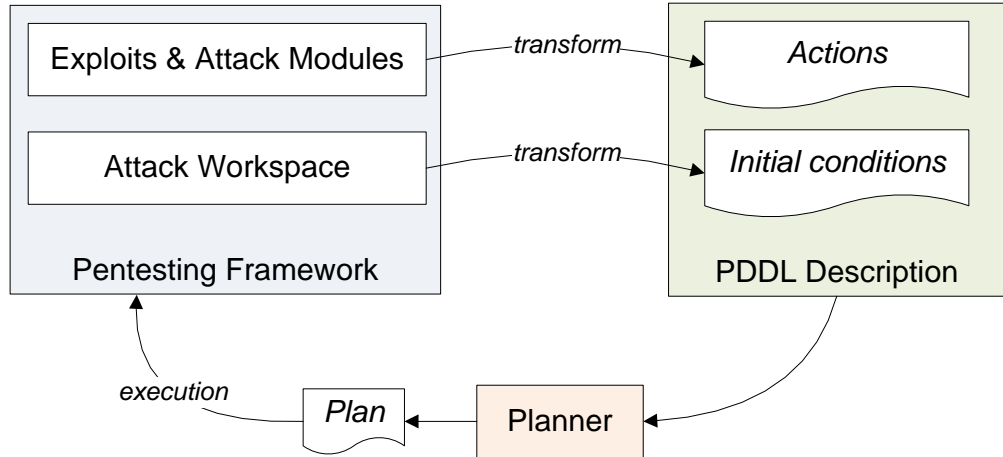 Exploits & Attack Modules
transform
Actions
Attack Workspace
transform
Initial conditions
Pentesting Framework
PDDL Description
execution
Plan
Planner